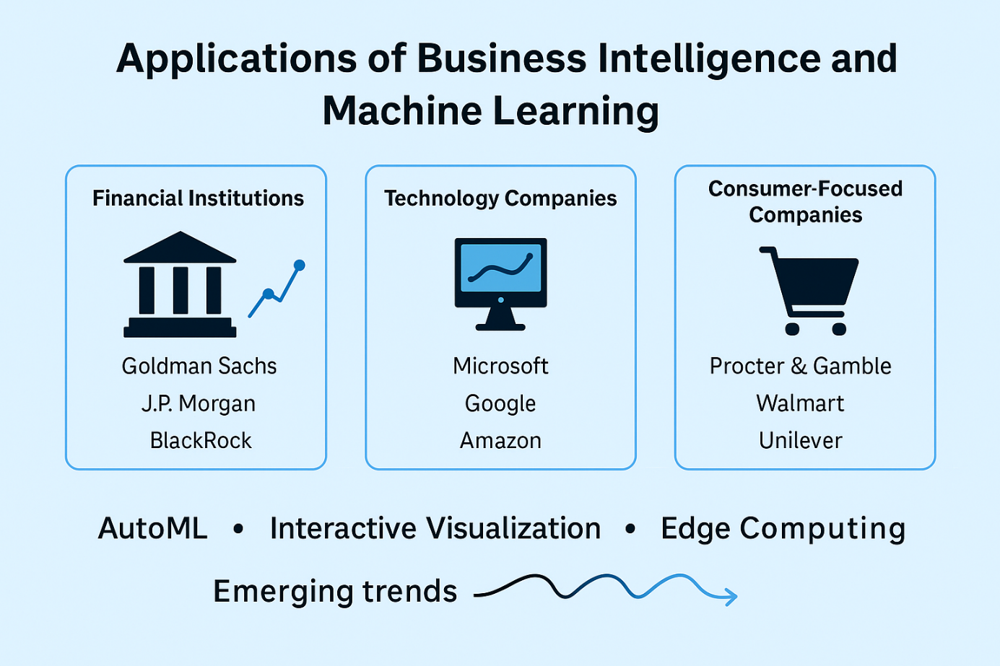 Applications of Business Intelligence and
Machine Learning
Financial Institutions
Goldman Sachs
J.P. Morgan
BlackRock
Technology Companies
Microsoft
Google
Amazon
Consumer-Focused
Companies
Procter & Gamble
Walmart
Unilever
AutoML • Interactive Visualization • Edge Computing
Emerging trends